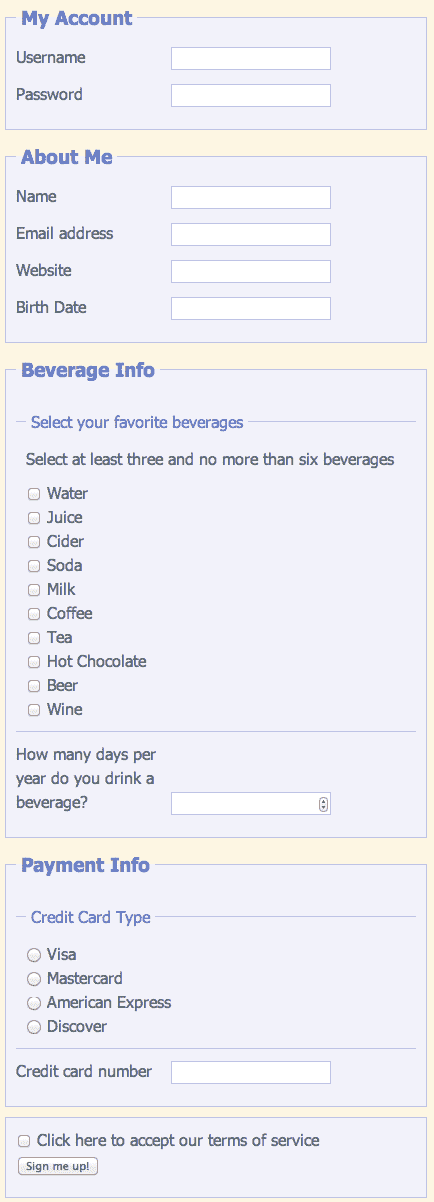 My Account
Username
Password
About Me
Name
Email address
Website
Birth Date
Beverage Info
Select your favorite beverages
Select at least three and no more than six beverages
Water
Juice
Cider
Soda
Milk
Coffee
Tea
Hot Chocolate
Beer
Wine
How many days per
year do you drink a
beverage?
Payment Info
Credit Card Type
Visa
Mastercard
American Express
Discover
Credit card number
Click here to accept our terms of service
Sign me up!